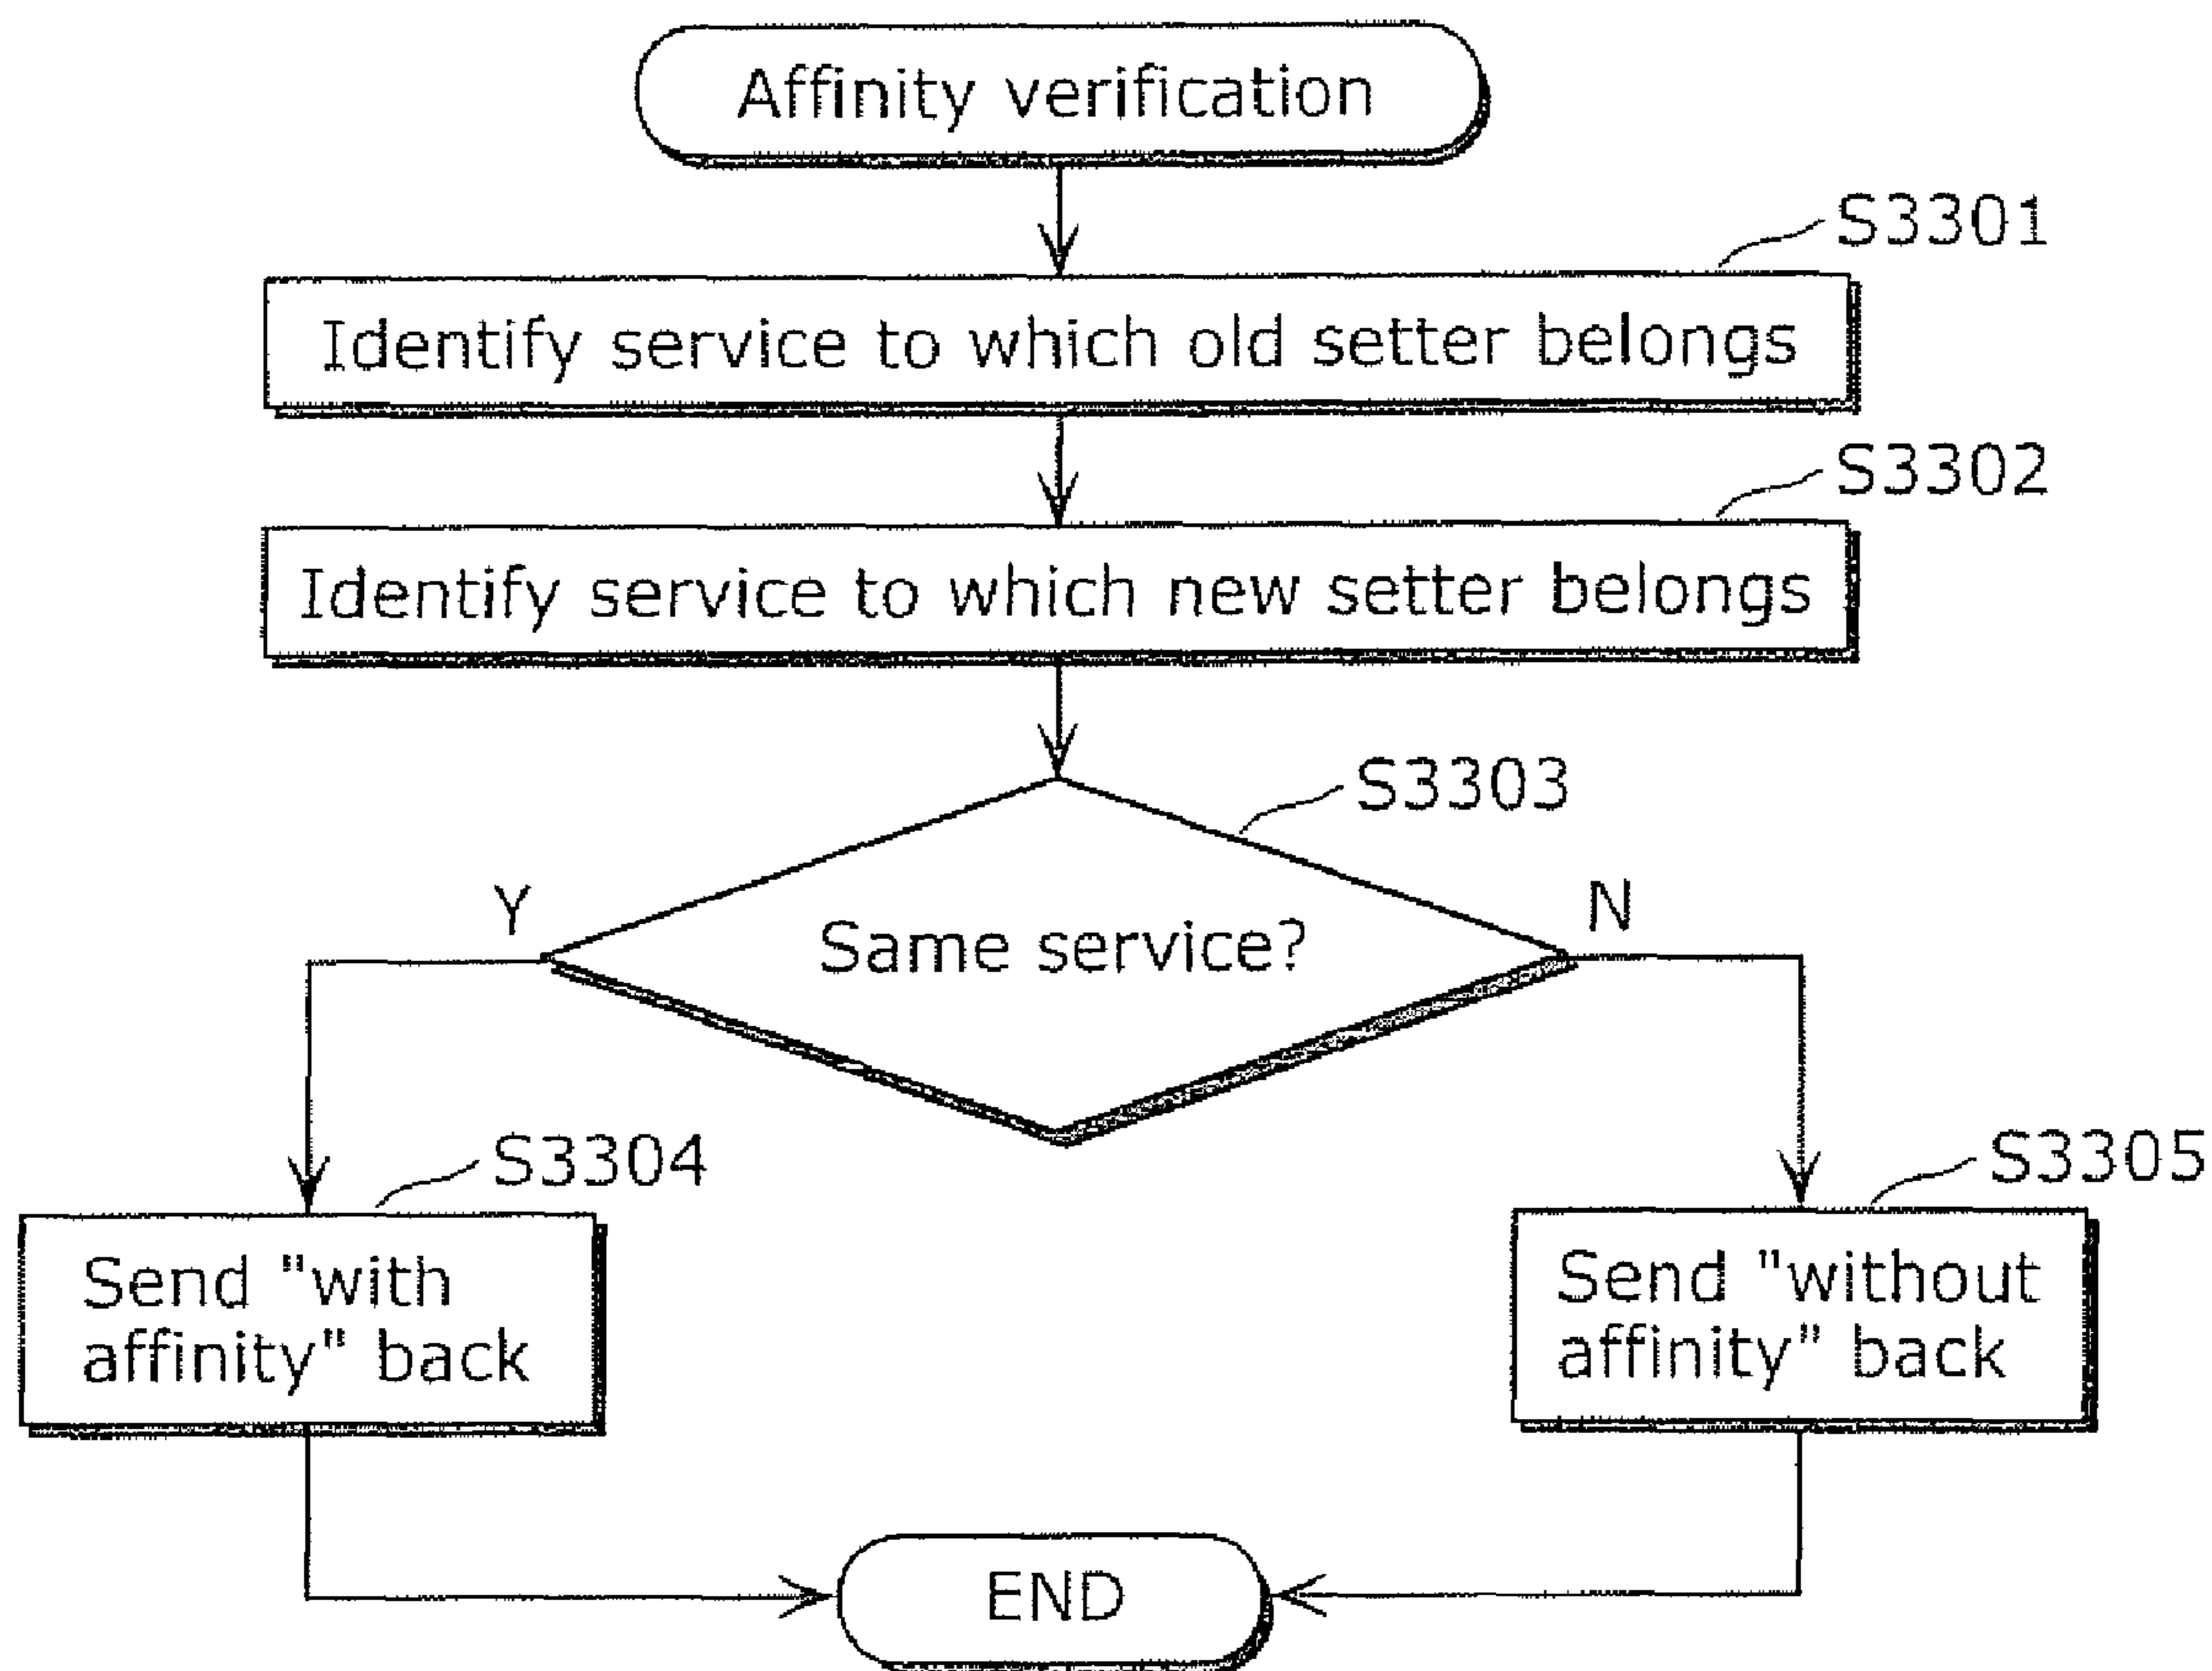 Affinity verification
S3301
Identify service to which old setter belongs
S3302
Identify service to which new setter belongs
S3303
Y
N
Same service?
S3304
S3305
Send "with
affinity" back
Send "without
affinity" back
END